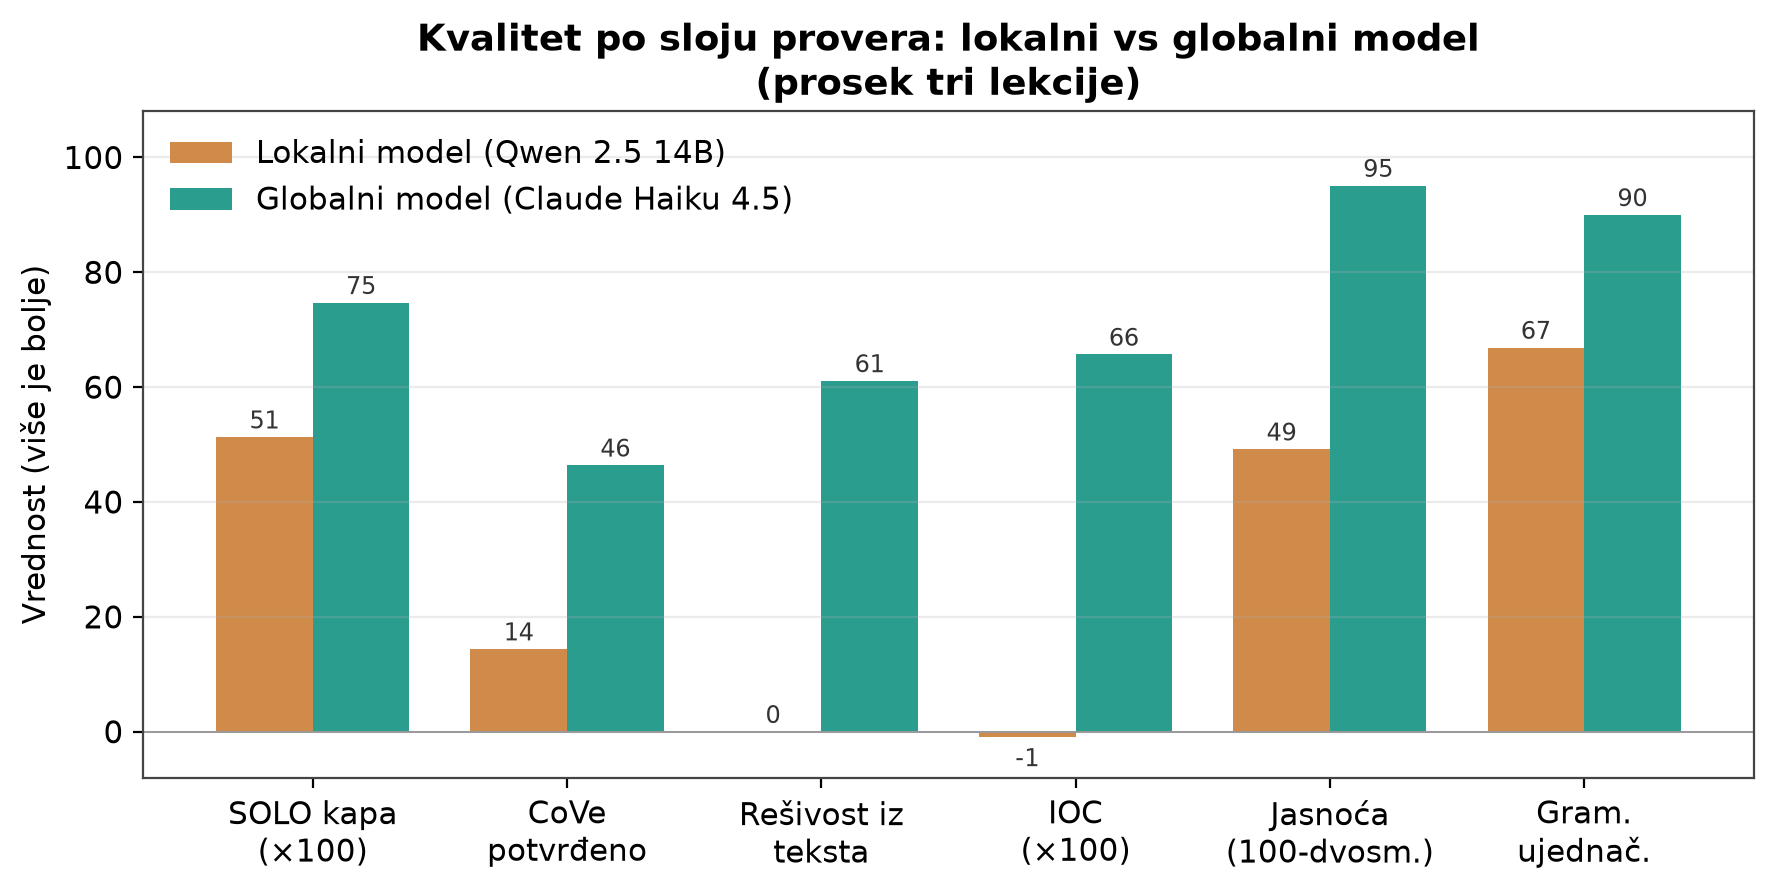 Kvalitet po sloju provera: lokalni vs globalni model
(prosek tri lekcije)
Lokalni model (Qwen 2.5 14B)
Globalni model (Claude Haiku 4.5)
Vrednost (više je bolje)
100
80
60
40
20
0
51
75
14
46
0
61
-1
66
49
95
67
90
SOLO kapa
(×100)
CoVe
potvrđeno
Rešivost iz
teksta
IOC
(×100)
Jasnoća
(100-dvosm.)
Gram.
ujednač.